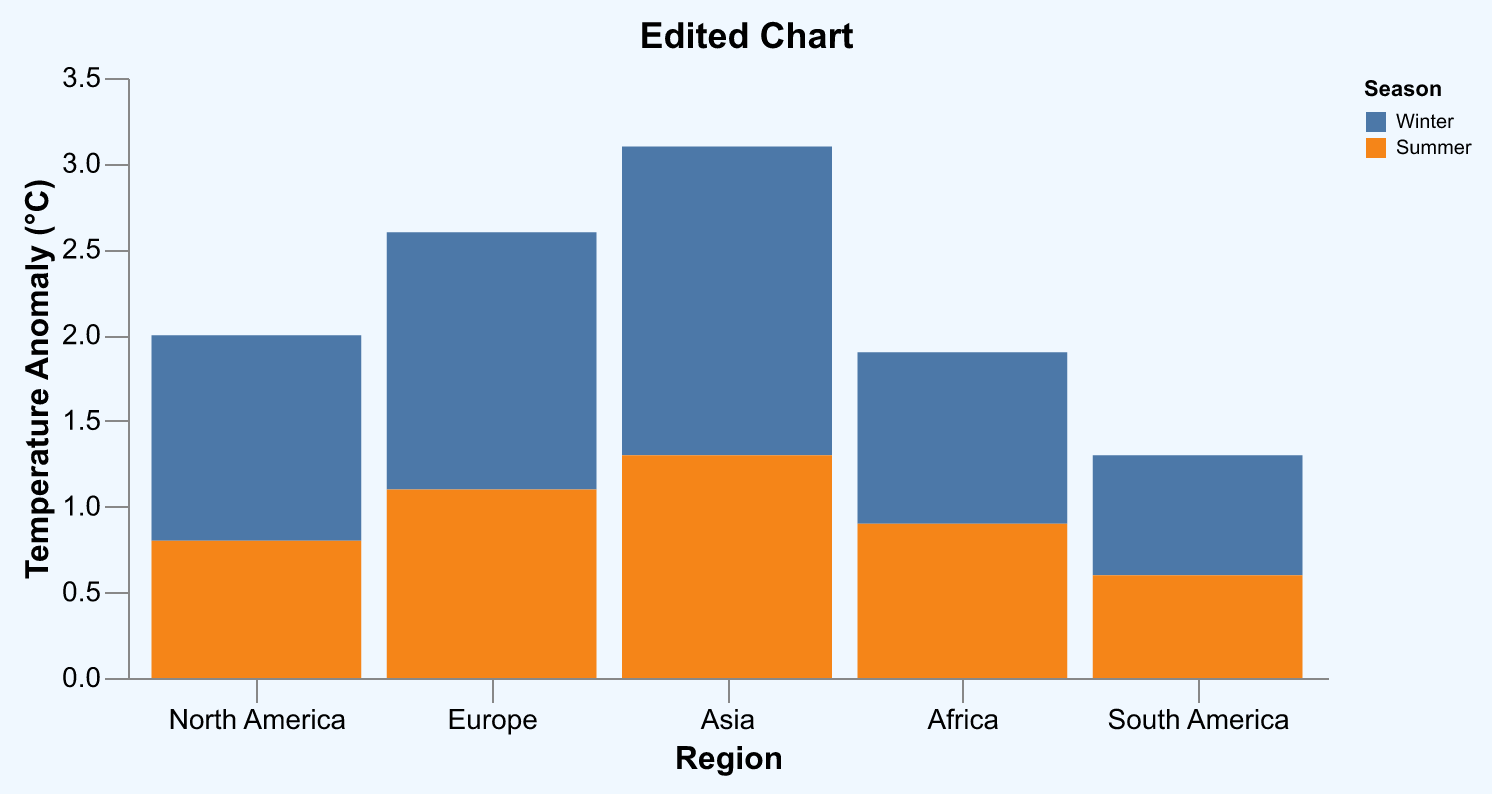 Edited Chart
Season
Winter
Summer
Temperature Anomaly (°C)
3.5
3.0
2.5
2.0
1.5
1.0
0.5
0.0
North America Europe Asia Africa South America
Region